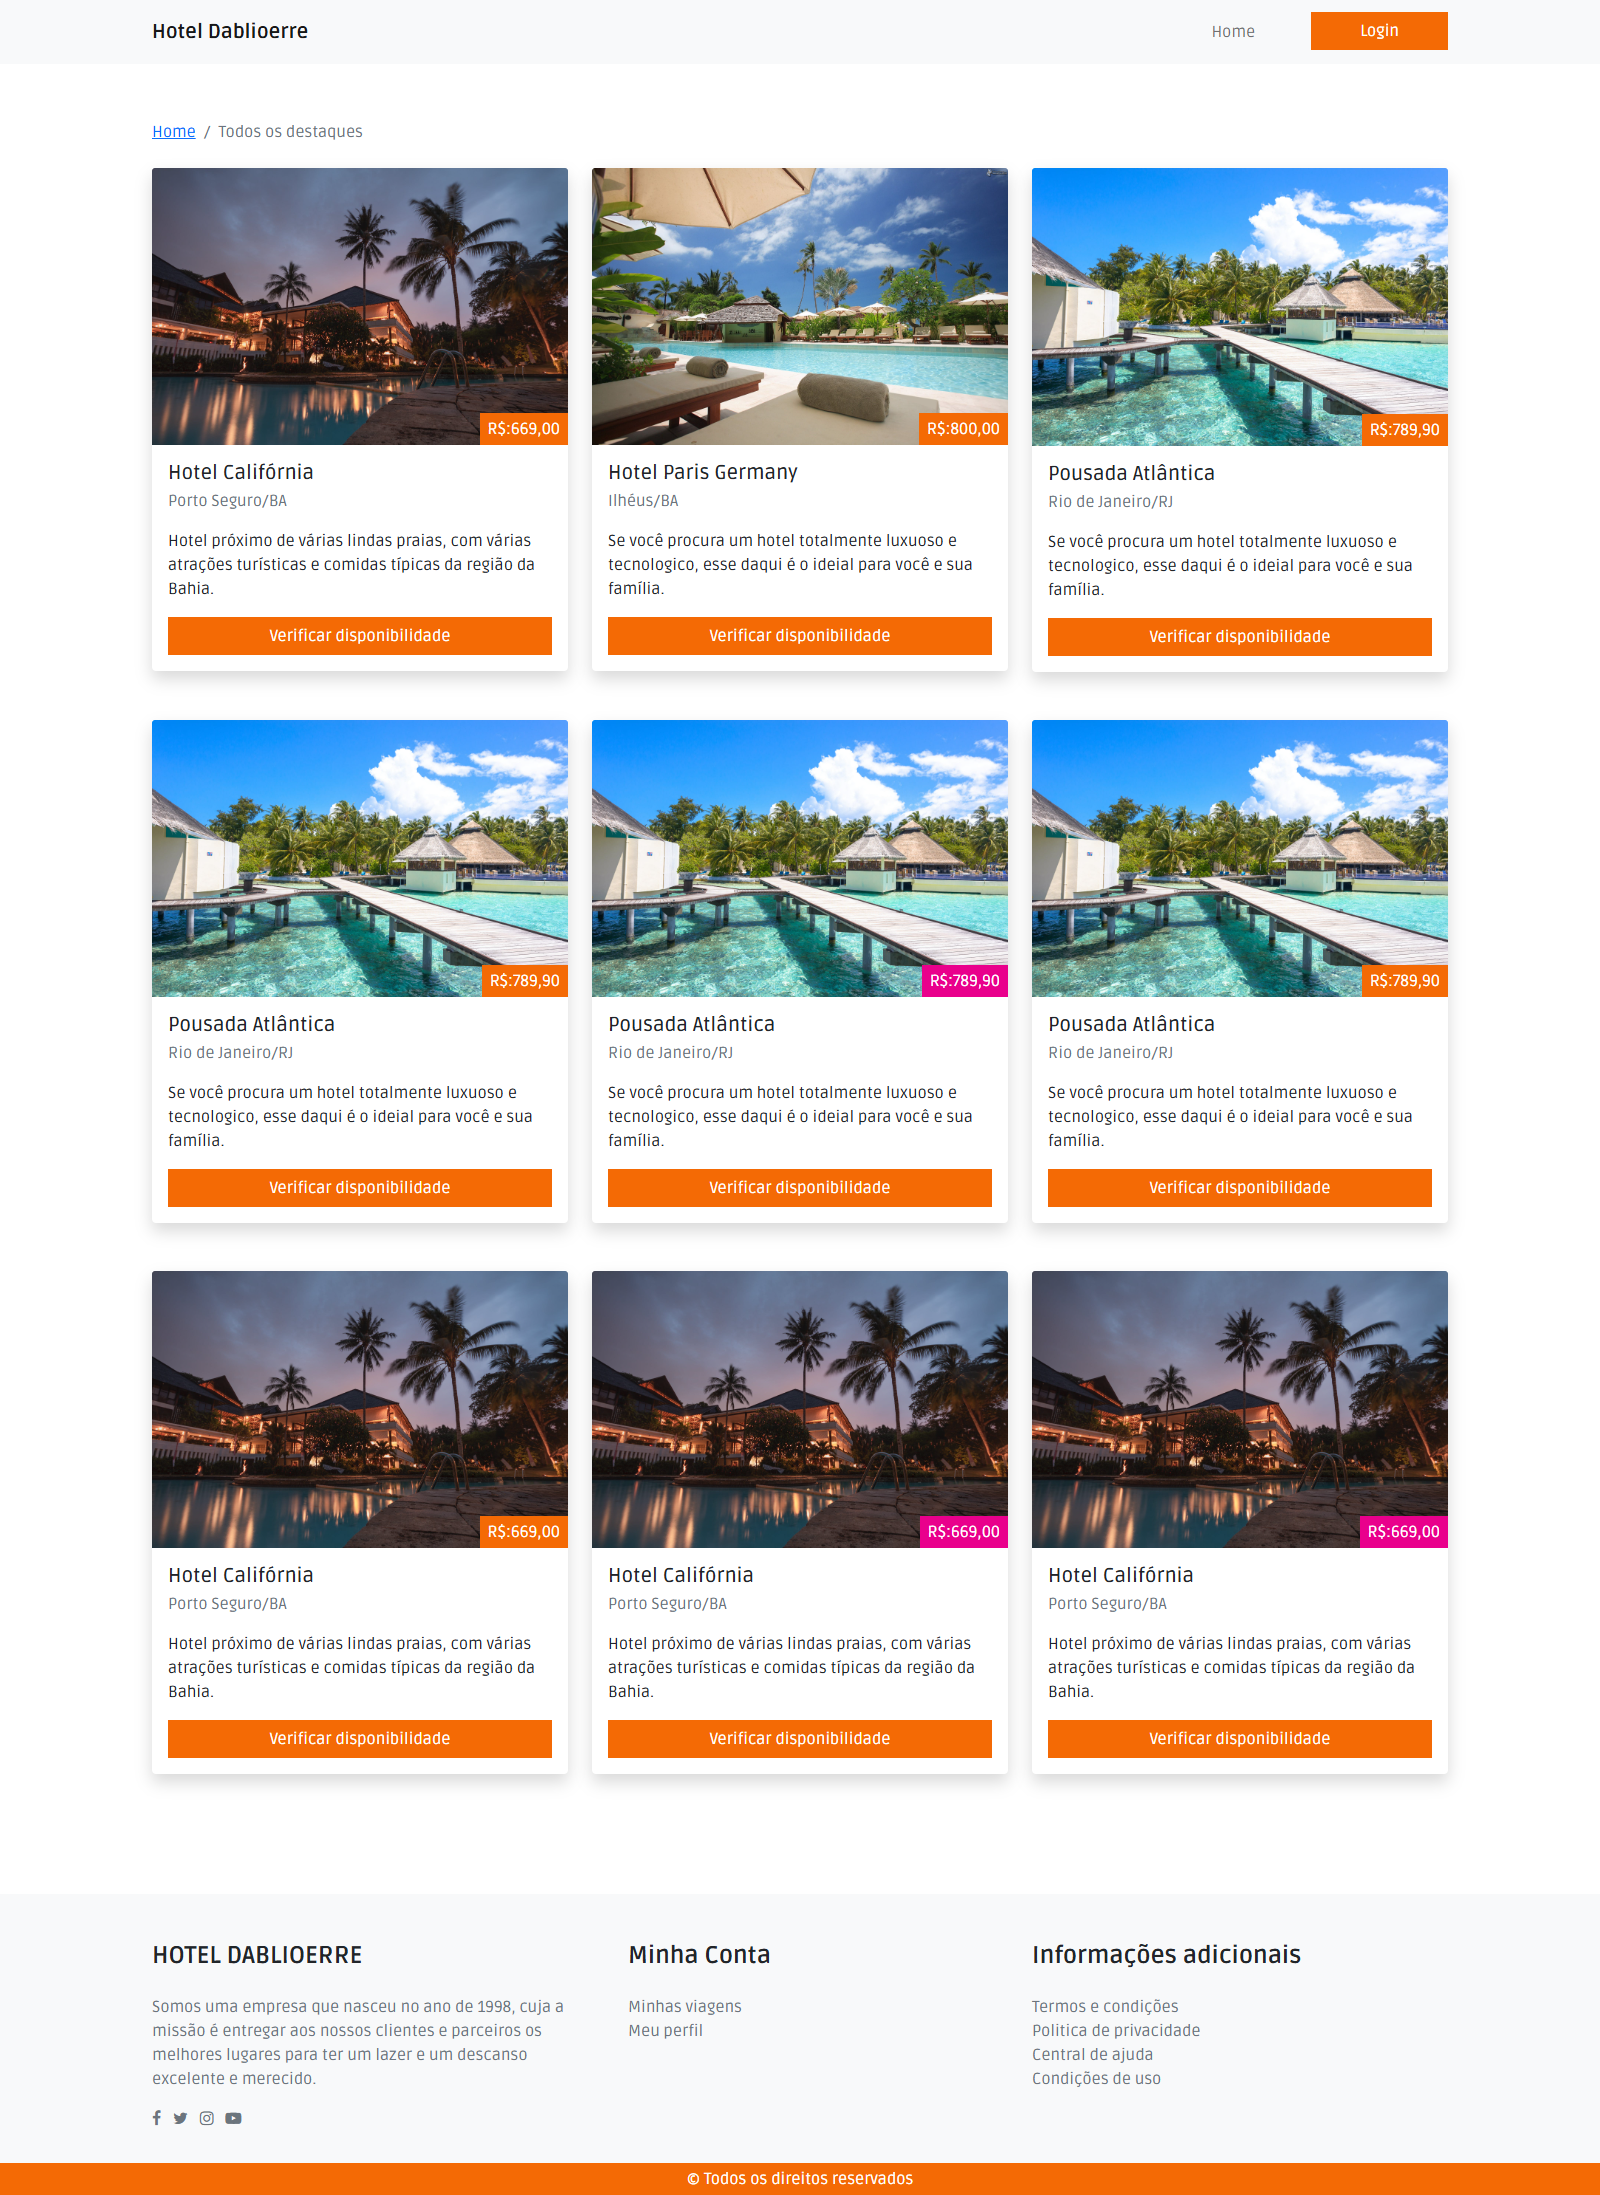 Hotel Dablioerre
Home
Login
Home / Todos os destaques
R$:669,00
Hotel Califórnia
Porto Seguro/BA
Hotel próximo de várias lindas praias, com várias
atrações turísticas e comidas típicas da região da
Bahia.
Verificar disponibilidade
R$:800,00
Hotel Paris Germany
Ilhéus/BA
Se você procura um hotel totalmente luxuoso e
tecnologico, esse daqui é o ideial para você e sua
família.
Verificar disponibilidade
R$:789,90
Pousada Atlântica
Rio de Janeiro/RJ
Se você procura um hotel totalmente luxuoso e
tecnologico, esse daqui é o ideial para você e sua
família.
Verificar disponibilidade
R$:789,90
Pousada Atlântica
Rio de Janeiro/RJ
Se você procura um hotel totalmente luxuoso e
tecnologico, esse daqui é o ideial para você e sua
família.
Verificar disponibilidade
R$:789,90
Pousada Atlântica
Rio de Janeiro/RJ
Se você procura um hotel totalmente luxuoso e
tecnologico, esse daqui é o ideial para você e sua
família.
Verificar disponibilidade
R$:789,90
Pousada Atlântica
Rio de Janeiro/RJ
Se você procura um hotel totalmente luxuoso e
tecnologico, esse daqui é o ideial para você e sua
família.
Verificar disponibilidade
R$:669,00
Hotel Califórnia
Porto Seguro/BA
Hotel próximo de várias lindas praias, com várias
atrações turísticas e comidas típicas da região da
Bahia.
Verificar disponibilidade
R$:669,00
Hotel Califórnia
Porto Seguro/BA
Hotel próximo de várias lindas praias, com várias
atrações turísticas e comidas típicas da região da
Bahia.
Verificar disponibilidade
R$:669,00
Hotel Califórnia
Porto Seguro/BA
Hotel próximo de várias lindas praias, com várias
atrações turísticas e comidas típicas da região da
Bahia.
Verificar disponibilidade
HOTEL DABLIOERRE
Somos uma empresa que nasceu no ano de 1998, cuja a
missão é entregar aos nossos clientes e parceiros os
melhores lugares para ter um lazer e um descanso
excelente e merecido.
Minha Conta
Minhas viagens
Meu perfil
Informações adicionais
Termos e condições
Politica de privacidade
Central de ajuda
Condições de uso
© Todos os direitos reservados